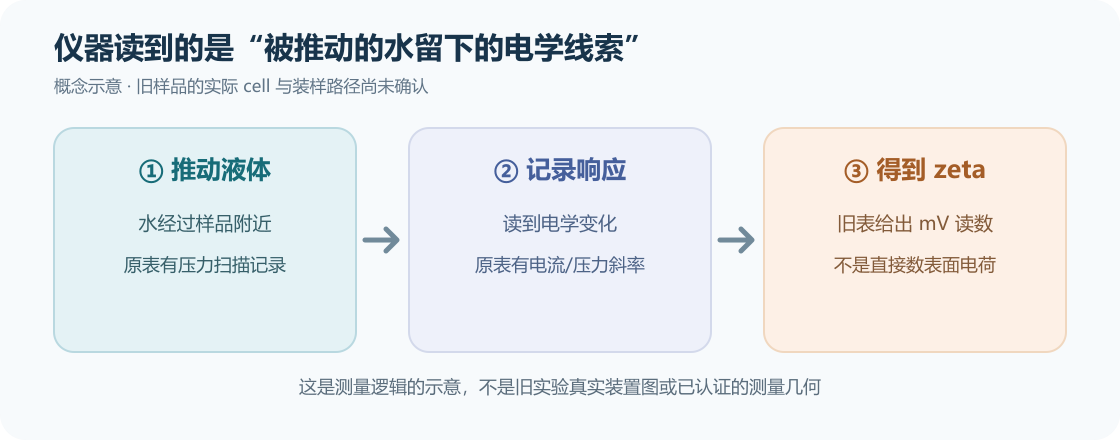 仪器读到的是“被推动的水留下的电学线索”
概念示意 · 旧样品的实际 cell 与装样路径尚未确认
① 推动液体
水经过样品附近
原表有压力扫描记录
② 记录响应
读到电学变化
原表有电流/压力斜率
③ 得到 zeta
旧表给出 mV 读数
不是直接数表面电荷
这是测量逻辑的示意，不是旧实验真实装置图或已认证的测量几何